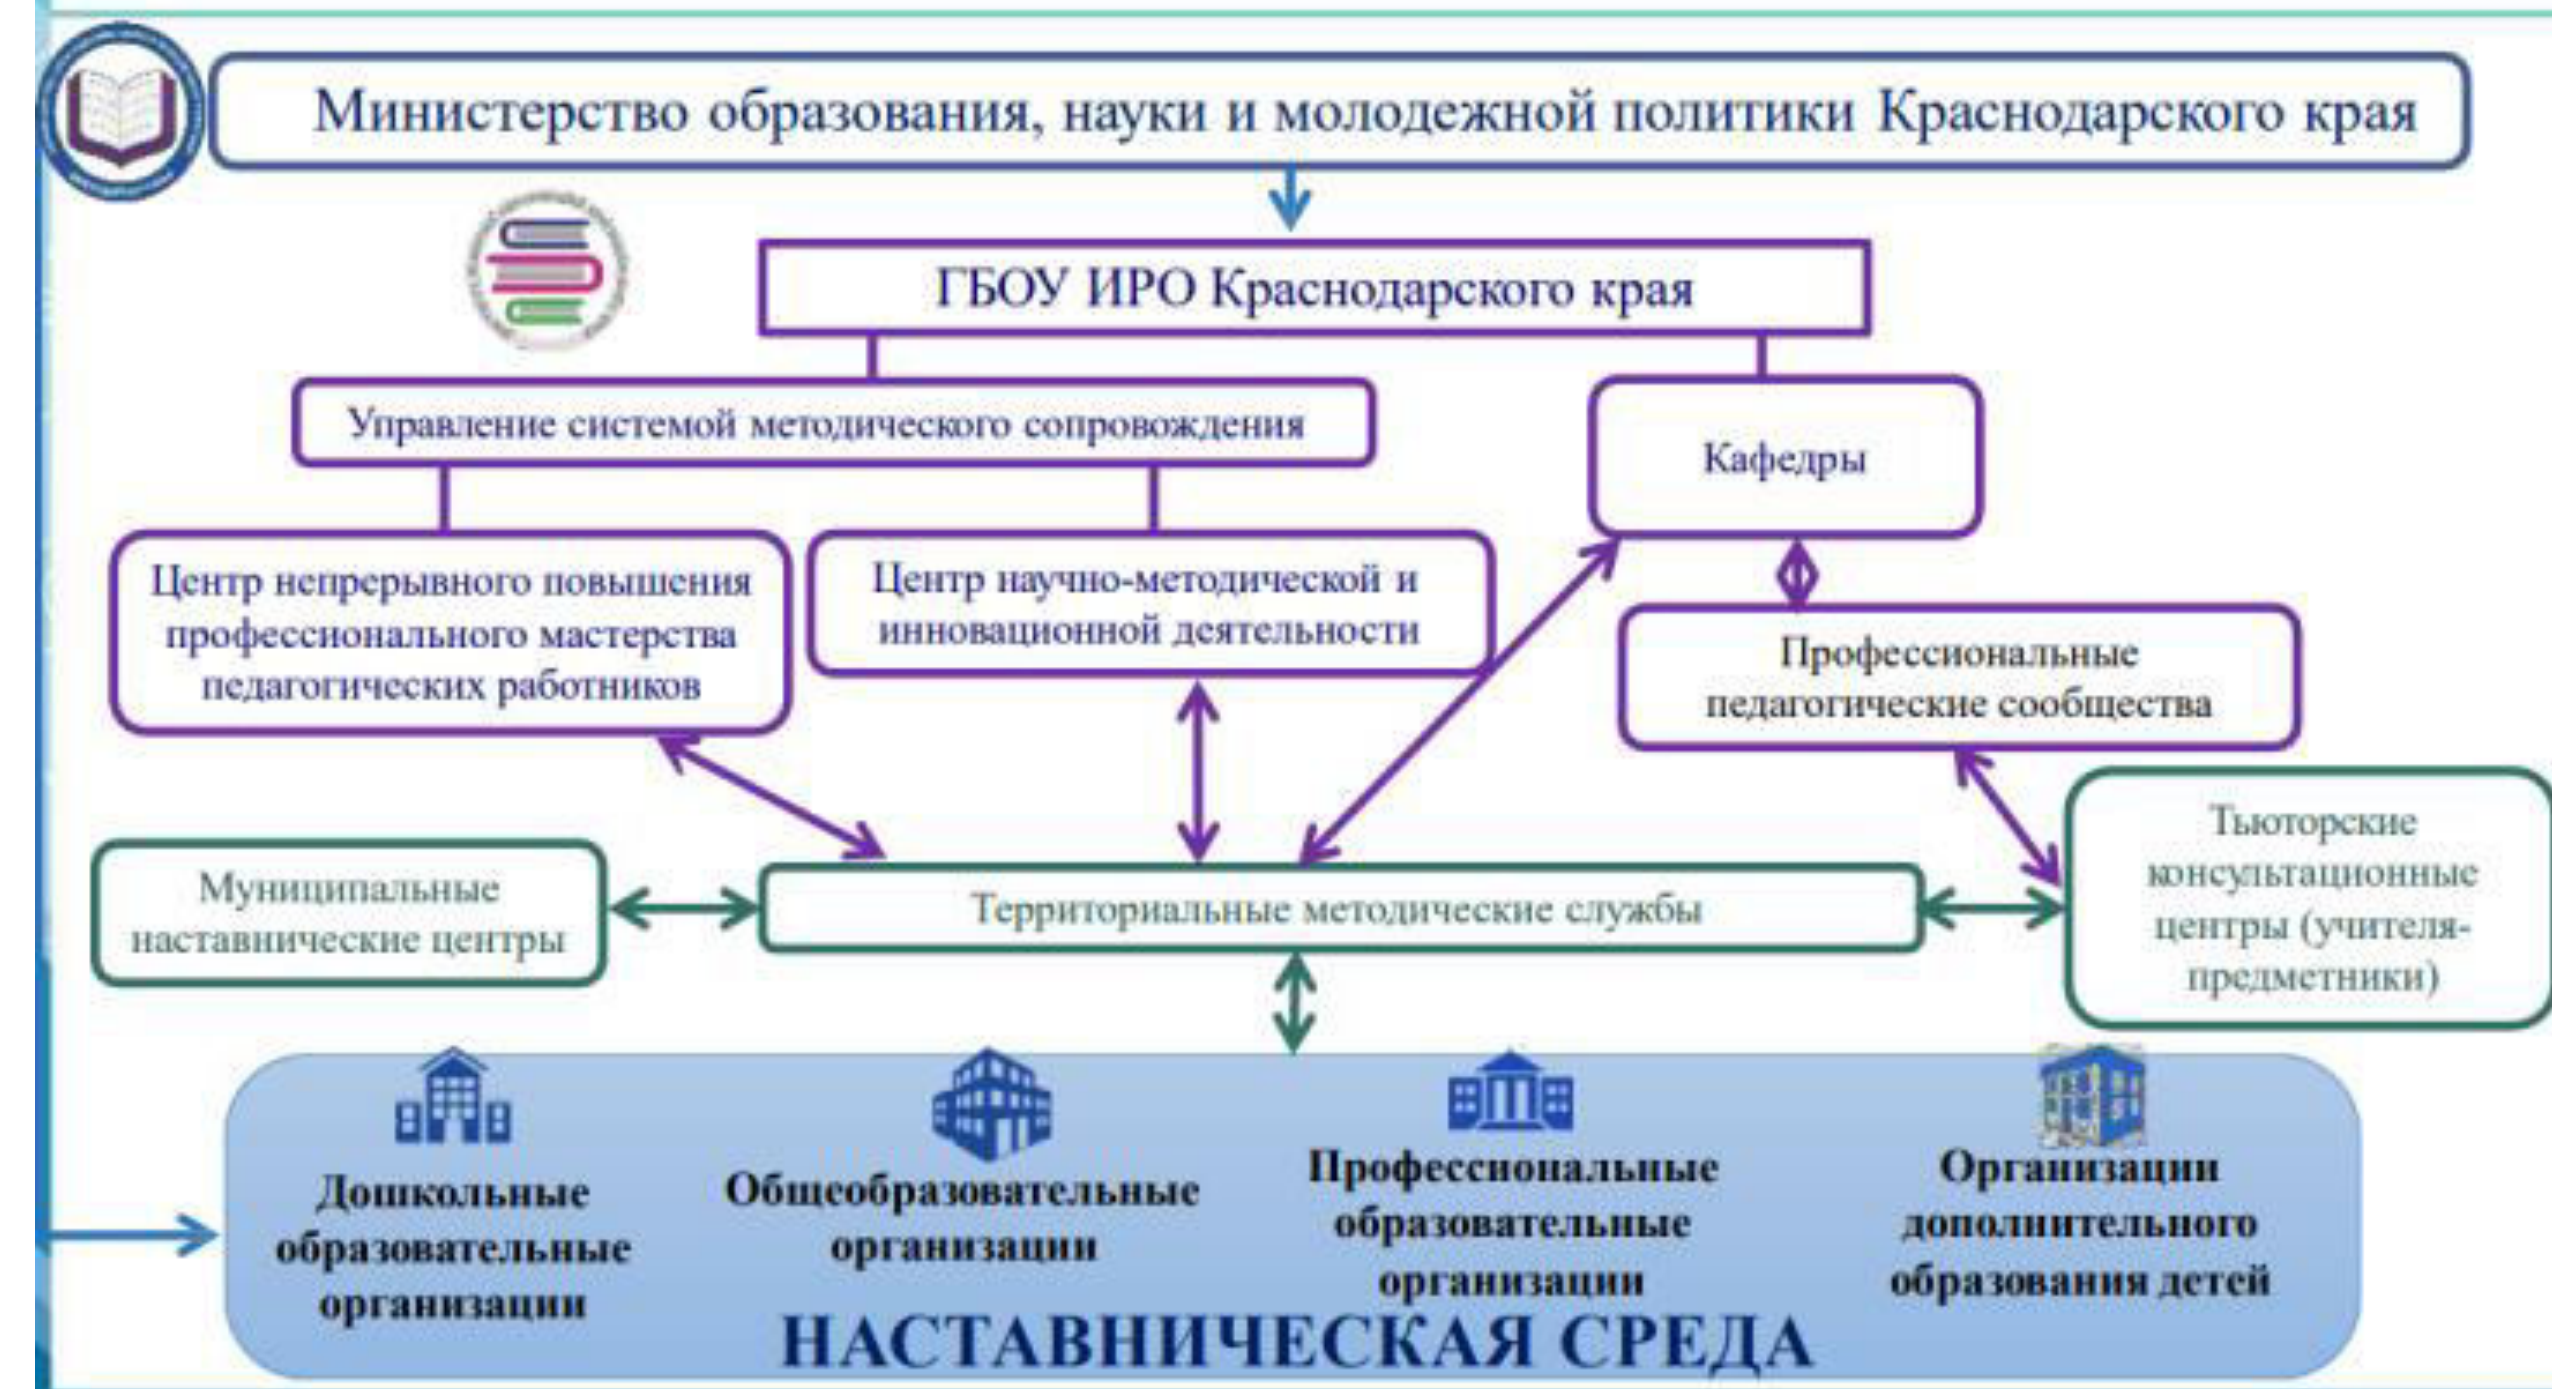 Министерство образования, науки и молодежной политики Краснодарского края
ГБОУ ИРО Краснодарского края
Управление системой методического сопровождения
Кафедры
Центр непрерывного повышения
профессионального мастерства
педагогических работников
Центр научно-методической и
инновационной деятельности
Профессиональные
педагогические сообщества
Муниципальные
наставнические центры
Территориальные методические службы
Тьюторские
консультационные
центры (учителя-
предметники)
Дошкольные
образовательные
организации
Общеобразовательные
организации
Профессиональные
образовательные
организации
Организации
дополнительного
образования детей
НАСТАВНИЧЕСКАЯ СРЕДА